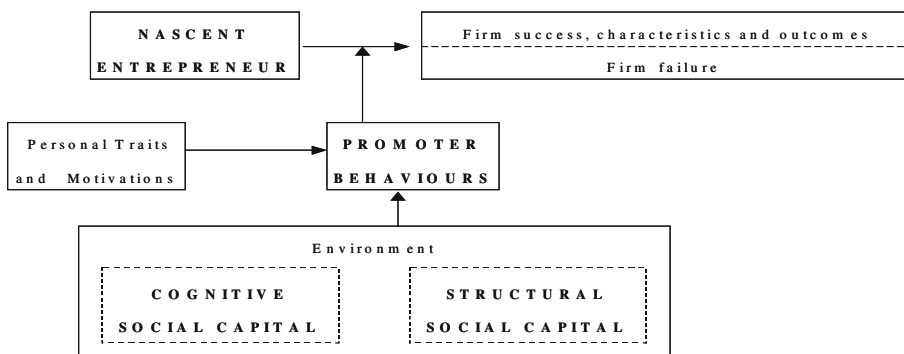 NASCENT
ENTREPRENEUR
Firm success, characteristics and outcomes
Firm failure
Personal Traits
and Motivations
PROMOTER
BEHAVIOURS
Environment
COGNITIVE
SOCIAL CAPITAL
STRUCTURAL
SOCIAL CAPITAL